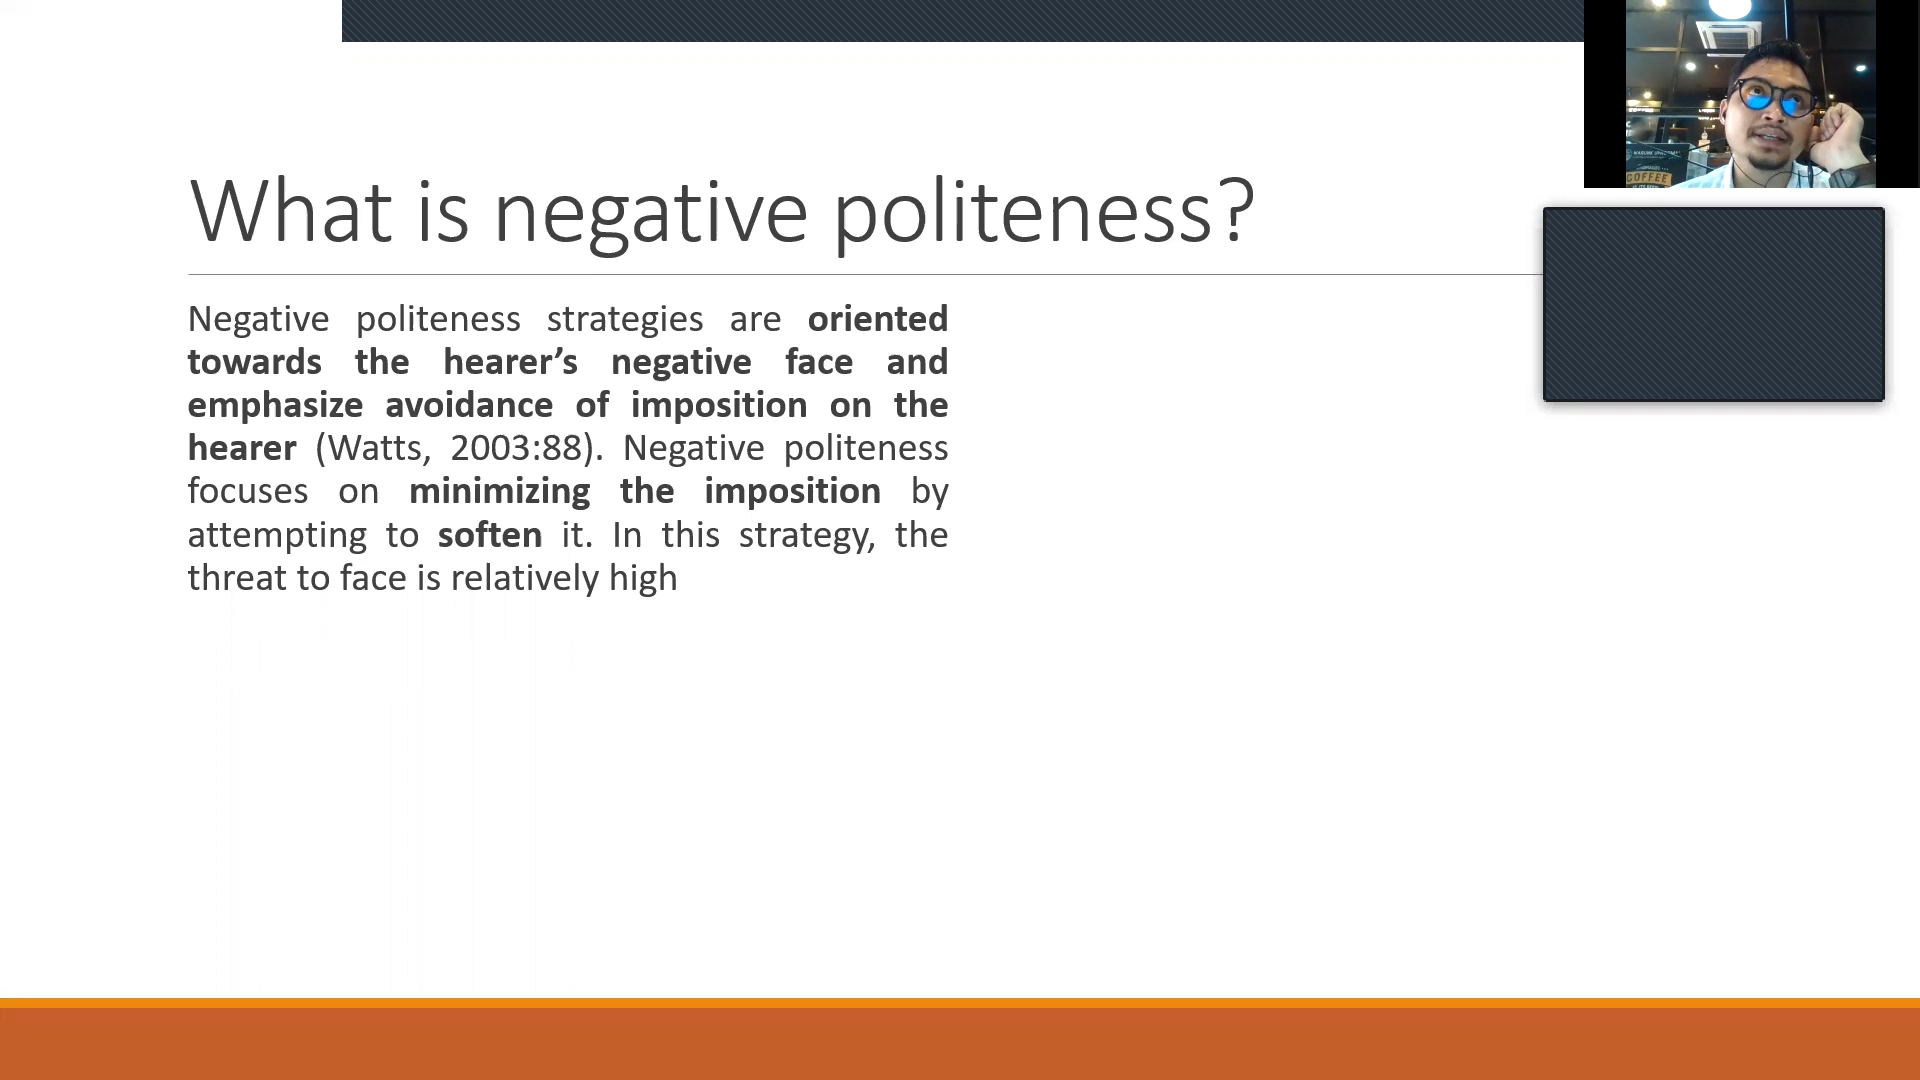 What is negative politeness?
Negative politeness strategies are oriented
towards the hearer’s negative face and
emphasize avoidance of imposition on the
hearer (Watts, 2003:88). Negative politeness
focuses on minimizing the imposition by
attempting to soften it. In this strategy, the
threat to face is relatively high
COFFEE